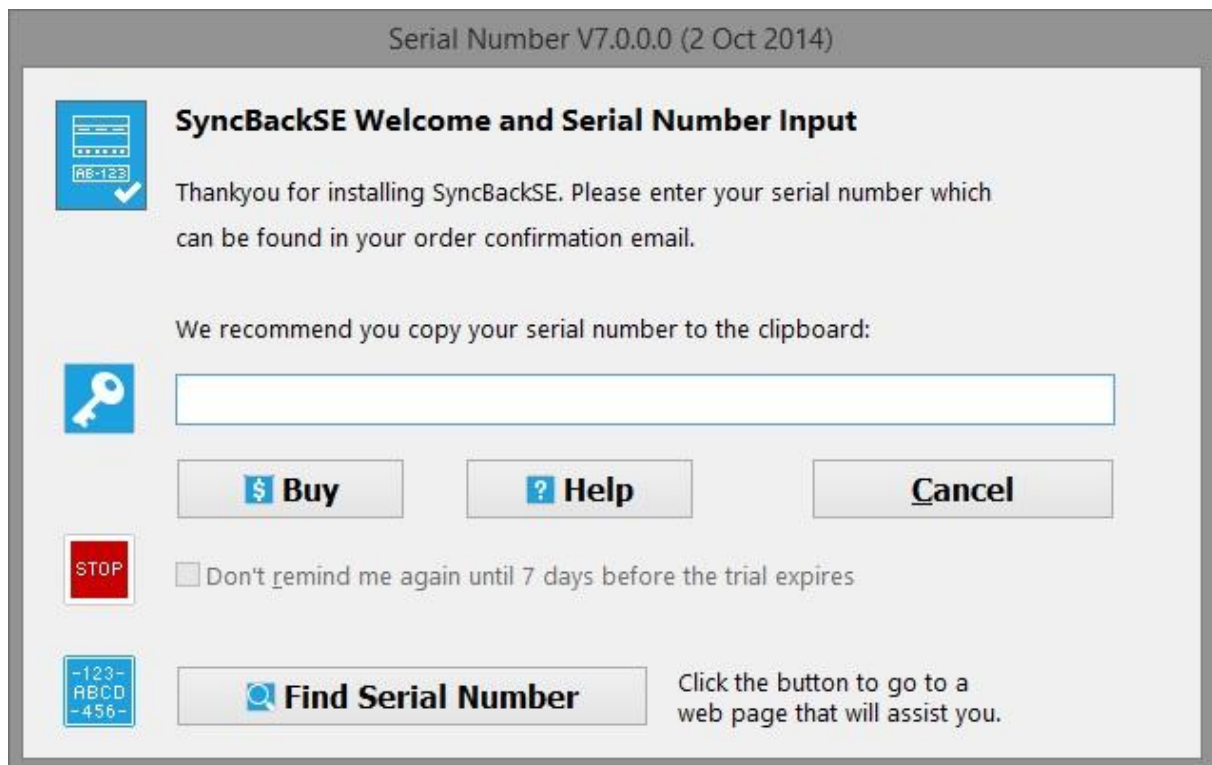 Serial Number V7.0.0.0 (2 Oct 2014)
SyncBackSE Welcome and Serial Number Input
AB-123
Thankyou for installing SyncBackSE. Please enter your serial number which
can be found in your order confirmation email.
We recommend you copy your serial number to the clipboard:
$ Buy
? Help
Cancel
STOP
Don't remind me again until 7 days before the trial expires
-123-
ABCD
-456-
Find Serial Number
Click the button to go to a
web page that will assist you.